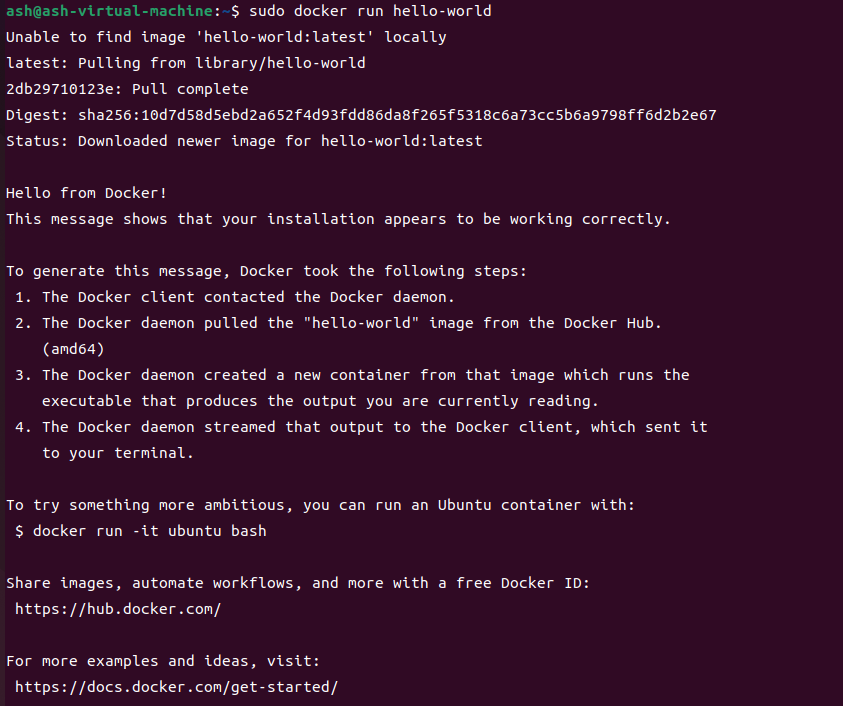 ash@ash-virtual-machine:~$ sudo docker run hello-world
Unable to find image 'hello-world:latest' locally
latest: Pulling from library/hello-world
2db29710123e: Pull complete
Digest: sha256:10d7d58d5ebd2a652f4d93fdd86da8f265f5318c6a73cc5b6a9798ff6d2b2e67
Status: Downloaded newer image for hello-world:latest

Hello from Docker!
This message shows that your installation appears to be working correctly.

To generate this message, Docker took the following steps:
 1. The Docker client contacted the Docker daemon.
 2. The Docker daemon pulled the "hello-world" image from the Docker Hub.
    (amd64)
 3. The Docker daemon created a new container from that image which runs the
    executable that produces the output you are currently reading.
 4. The Docker daemon streamed that output to the Docker client, which sent it
    to your terminal.

To try something more ambitious, you can run an Ubuntu container with:
 $ docker run -it ubuntu bash

Share images, automate workflows, and more with a free Docker ID:
 https://hub.docker.com/

For more examples and ideas, visit:
 https://docs.docker.com/get-started/